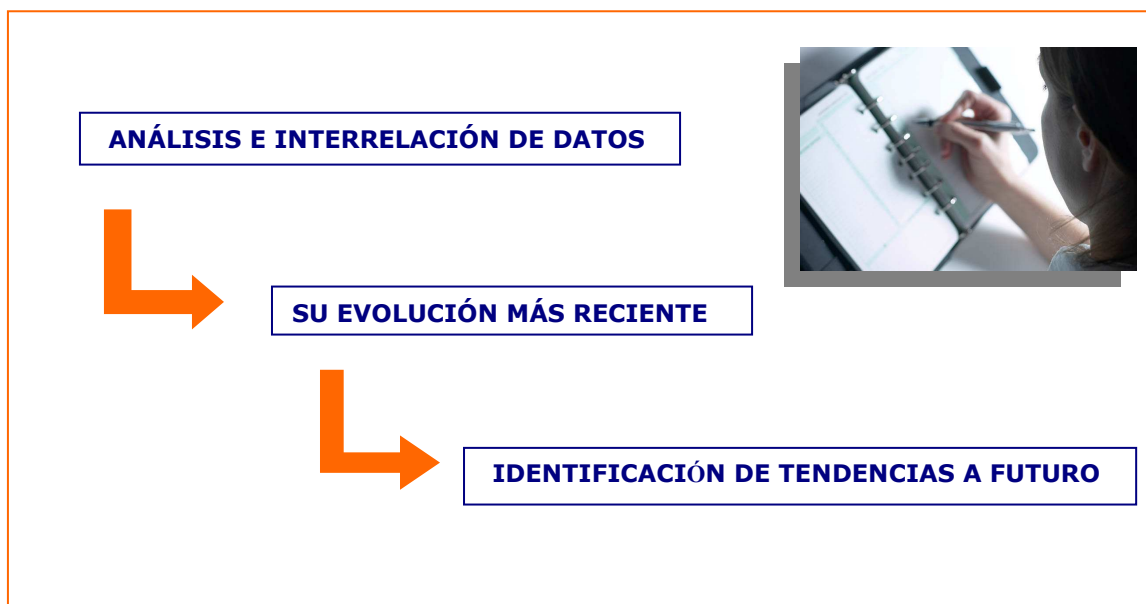 ANÁLISIS E INTERRELACIÓN DE DATOS
SU EVOLUCIÓN MÁS RECIENTE
IDENTIFICACIÓN DE TENDENCIAS A FUTURO